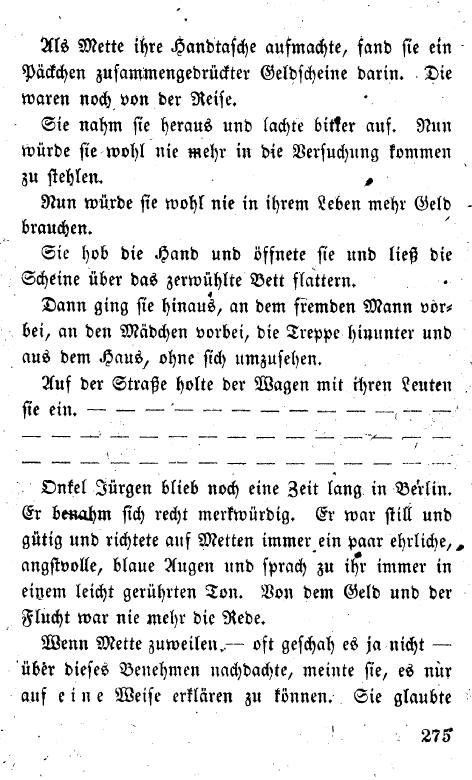 Als Mette ihre Handtasche aufmachte, fand sie ein
Päckchen zusammengedrückter Geldscheine darin. Die
waren noch von der Reise.
Sie nahm sie heraus und lachte bitter auf. Nun
würde sie wohl nie mehr in die Versuchung kommen
zu stehlen.
Nun würde sie wohl nie in ihrem Leben mehr Geld
brauchen.
Sie hob die Hand und öffnete sie und ließ die
Scheine über das zerwühlte Bett flattern.
Dann ging sie hinaus, an dem fremden Mann vor-
bei, an den Mädchen vorbei, die Treppe hinunter und
aus dem Haus, ohne sich umzusehen.
Auf der Straße holte der Wagen mit ihren Leuten
sie ein. — — — — — — — — — — — — —
— — — — — — — — — — — — — — —
— — — — — — — — — — — — — — —
Onkel Jürgen blieb noch eine Zeit lang in Berlin.
Er benahm sich recht merkwürdig. Er war still und
gütig und richtete auf Metten immer ein paar ehrliche,
angstvolle, blaue Augen und sprach zu ihr immer in
einem leicht gerührten Ton. Von dem Geld und der
Flucht war nie mehr die Rede.
Wenn Mette zuweilen — oft geschah es ja nicht —
über dieses Benehmen nachdachte, meinte sie, es nur
auf eine Weise erklären zu können. Sie glaubte
275